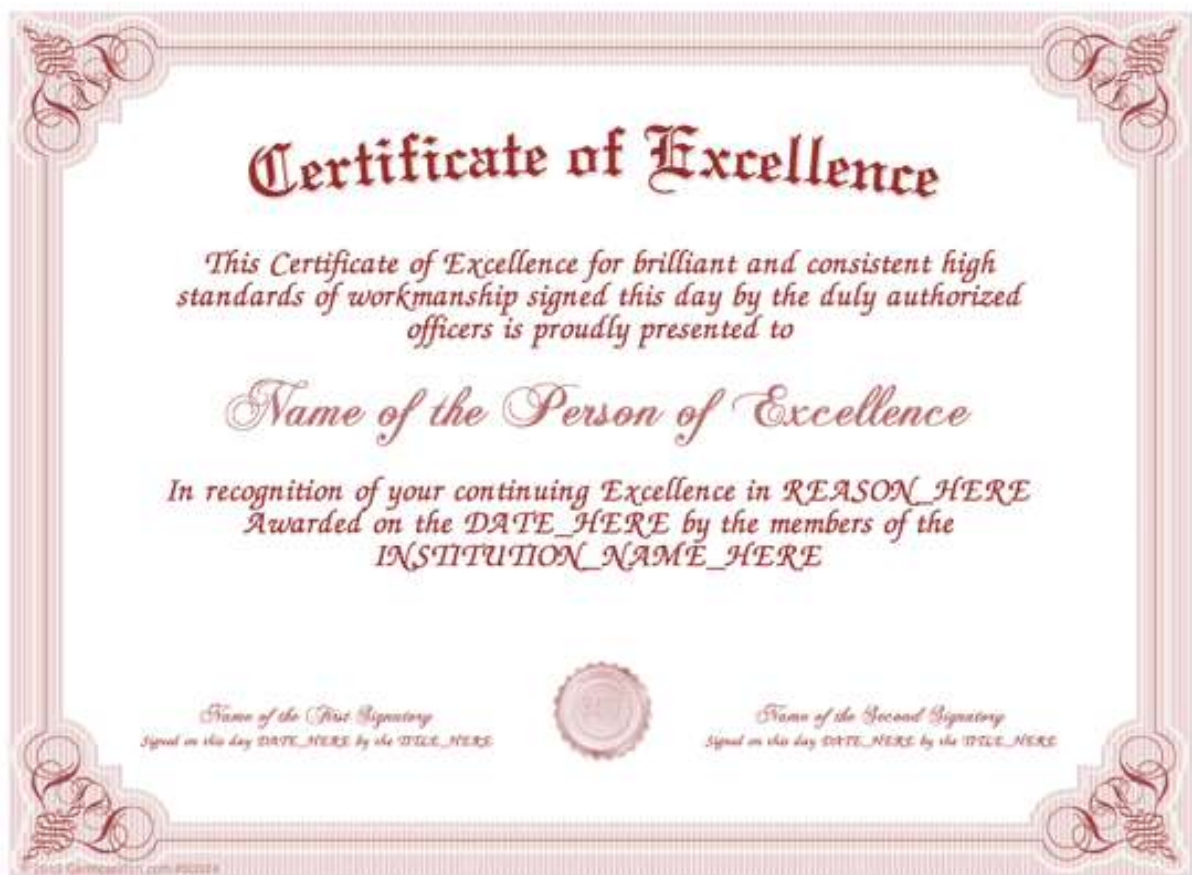 Certificate of Excellence
This Certificate of Excellence for brilliant and consistent high
standards of workmanship signed this day by the duly authorized
officers is proudly presented to
Name of the Person of Excellence
In recognition of your continuing Excellence in REASON_HERE
Awarded on the DATE_HERE by the members of the
INSTITUTION_NAME_HERE
Name of the First Signatory
Signed on this day DATE_HERE by the TITLE_HERE
Name of the Second Signatory
Signed on this day DATE_HERE by the TITLE_HERE